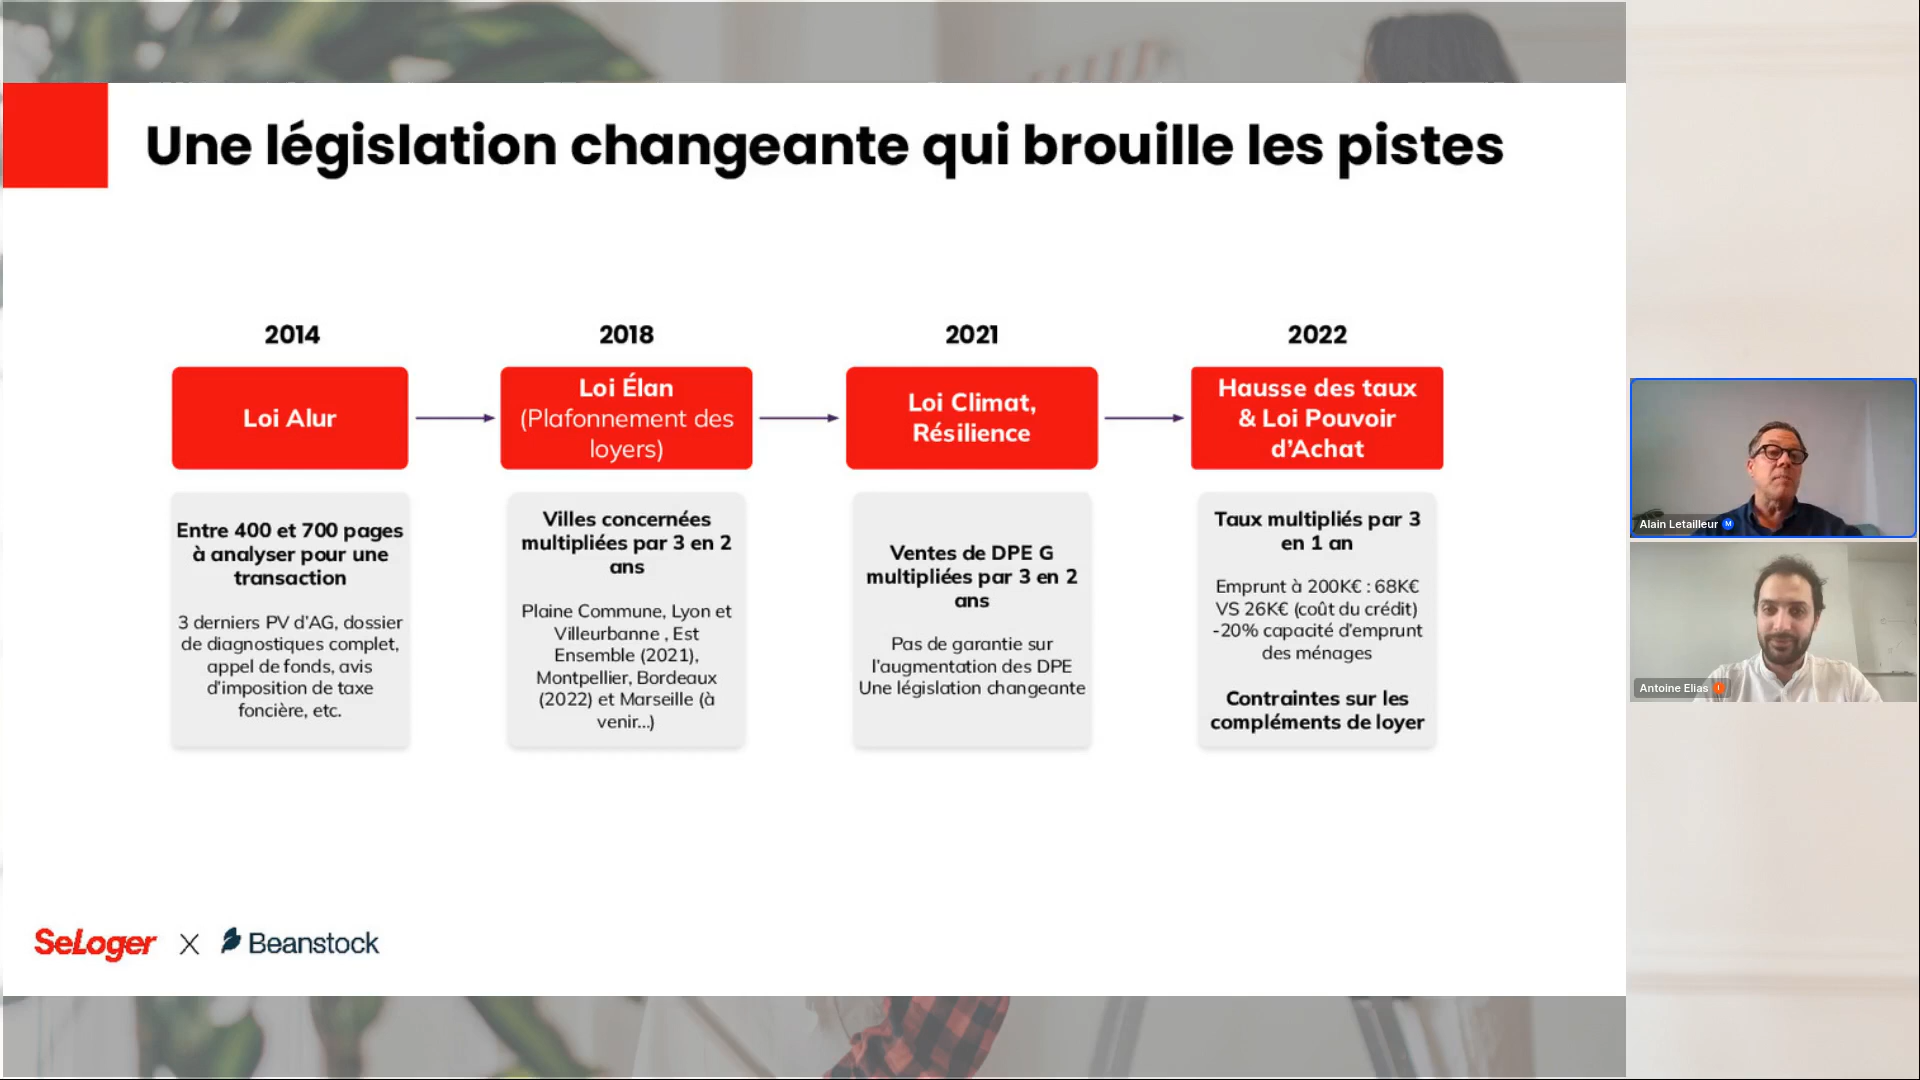 Une législation changeante qui brouille les pistes
2014
Loi Alur
Entre 400 et 700 pages
à analyser pour une
transaction
3 derniers PV d'AG, dossier
de diagnostiques complet,
appel de fonds, avis
d'imposition de taxe
foncière, etc.
2018
Loi Élan
(Plafonnement des
loyers)
Villes concernées
multipliées par 3 en 2
ans
Plaine Commune, Lyon et
Villeurbanne , Est
Ensemble (2021),
Montpellier, Bordeaux
(2022) et Marseille (à
venir...)
2021
Loi Climat,
Résilience
Ventes de DPE G
multipliées par 3 en 2
ans
Pas de garantie sur
l'augmentation des DPE
Une législation changeante
2022
Hausse des taux
& Loi Pouvoir
d'Achat
Taux multipliés par 3
en 1 an
Emprunt à 200K€ : 68K€
VS 26K€ (coût du crédit)
-20% capacité d'emprunt
des ménages
Contraintes sur les
compléments de loyer
SeLoger X Beanstock
Alain Letailleur M
Antoine Elias